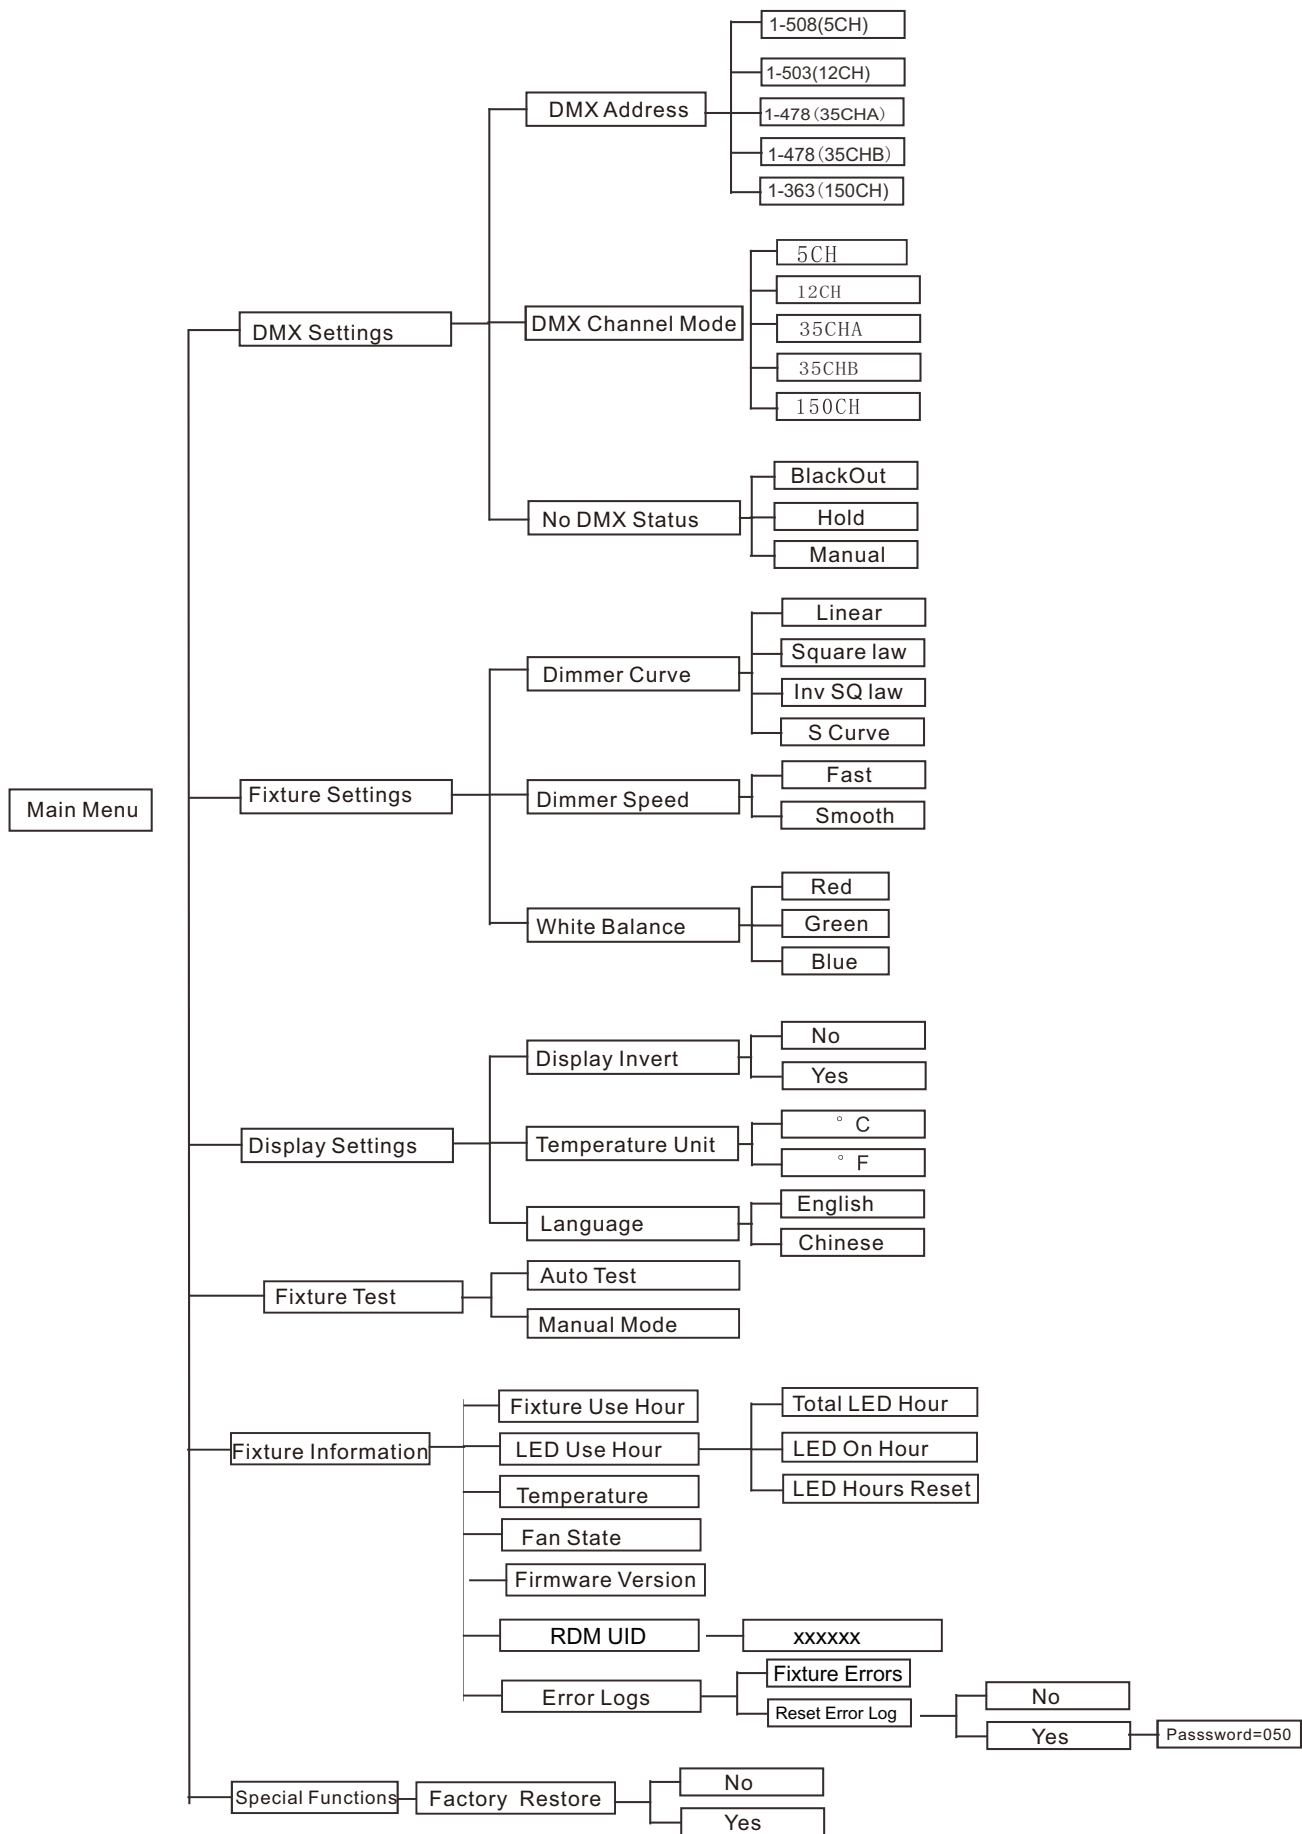 Main Menu
DMX Settings
DMX Address
1-508(5CH)
1-503(12CH)
1-478(35CHA)
1-478(35CHB)
1-363(150CH)
DMX Channel Mode
5CH
12CH
35CHA
35CHB
150CH
No DMX Status
BlackOut
Hold
Manual
Fixture Settings
Dimmer Curve
Linear
Square law
Inv SQ law
S Curve
Dimmer Speed
Fast
Smooth
White Balance
Red
Green
Blue
Display Settings
Display Invert
No
Yes
Temperature Unit
° C
° F
Language
English
Chinese
Fixture Test
Auto Test
Manual Mode
Fixture Information
Fixture Use Hour
LED Use Hour
Total LED Hour
LED On Hour
LED Hours Reset
Temperature
Fan State
Firmware Version
RDM UID
xxxxxx
Error Logs
Fixture Errors
Reset Error Log
No
Yes
Passsword=050
Special Functions
Factory Restore
No
Yes